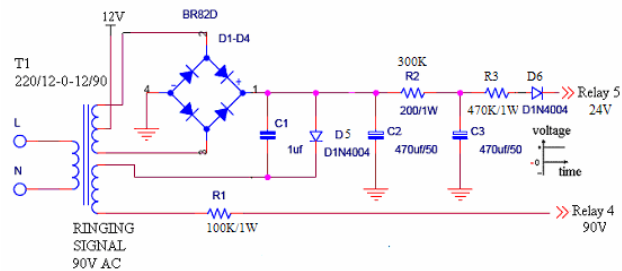 12V
BR82D
D1-D4
T1
220/12-0-12/90
2
4
-
+
1
3
L
N
300K
R2
200/1W
R3
470K/1W
D6
D1N4004
Relay 5
24V
C1
1uf
D5
D1N4004
C2
470uf/50
C3
470uf/50
voltage
+
0
-
time
R1
100K/1W
Relay 4
90V
RINGING
SIGNAL
90V AC